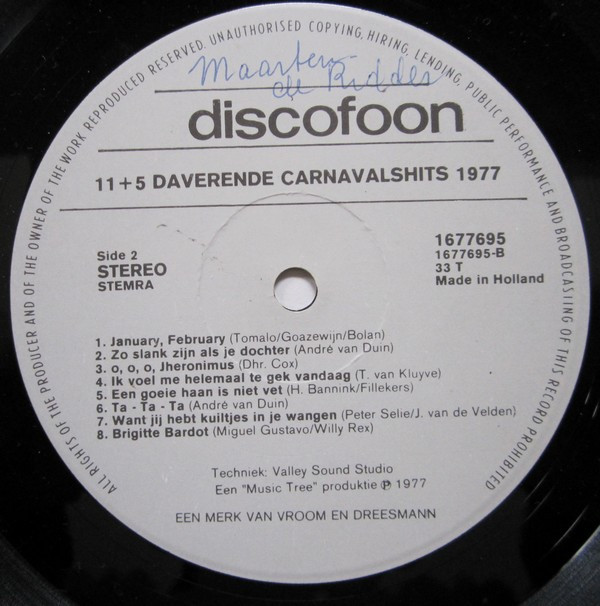 ALL RIGHTS OF THE PRODUCER AND OF THE OWNER OF THE WORK REPRODUCED RESERVED. UNAUTHORISED COPYING, HIRING, LENDING, PUBLIC PERFORMANCE AND BROADCASTING OF THIS RECORD PROHIBITED
Maarten
de Ridder
discofoon
11+5 DAVERENDE CARNAVALSHITS 1977
Side 2
STEREO
STEMRA
1677695
1677695-B
33 T
Made in Holland
1. January, February (Tomalo/Goazewijn/Bolan)
2. Zo slank zijn als je dochter (André van Duin)
3. o, o, o, Jheronimus (Dhr. Cox)
4. Ik voel me helemaal te gek vandaag (T. van Kluyve)
5. Een goeie haan is niet vet (H. Bannink/Fillekers)
6. Ta - Ta - Ta (André van Duin)
7. Want jij hebt kuiltjes in je wangen (Peter Selie/J. van de Velden)
8. Brigitte Bardot (Miguel Gustavo/Willy Rex)
Techniek: Valley Sound Studio
Een "Music Tree" produktie ℗ 1977
EEN MERK VAN VROOM EN DREESMANN